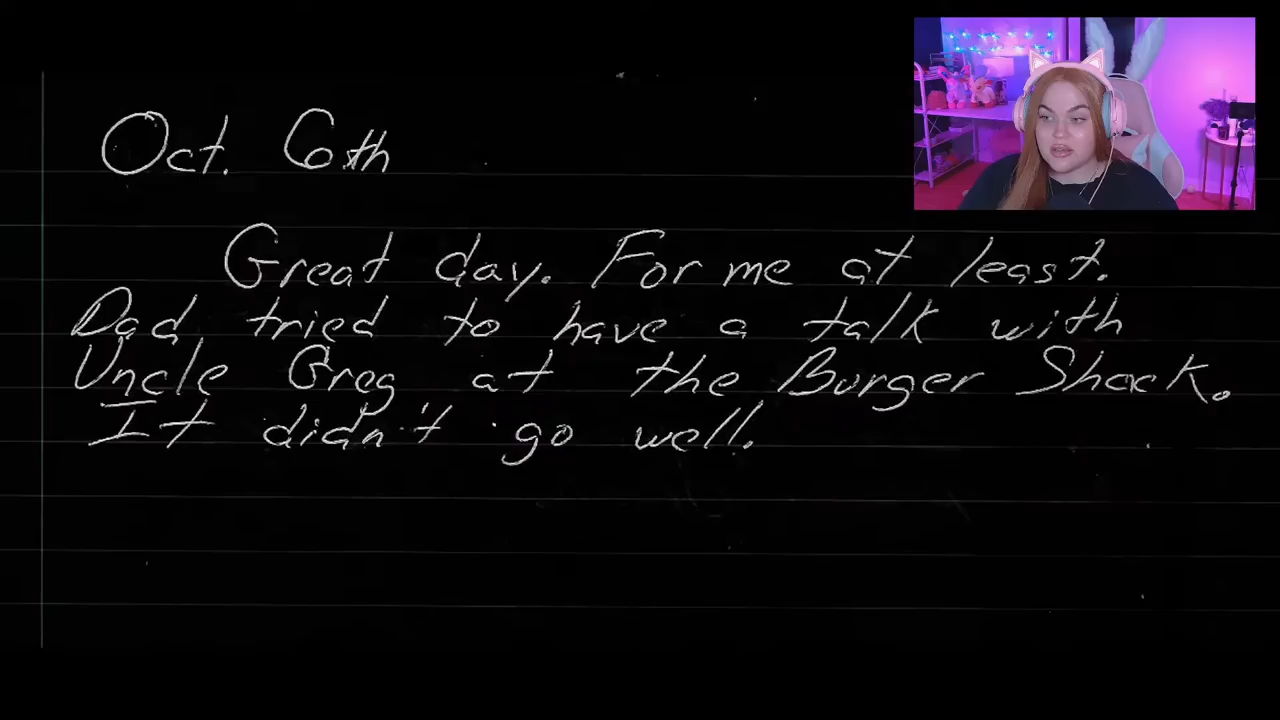 Oct. 6th
Great day. For me at least.
Dad tried to have a talk with
Uncle Greg at the Burger Shack.
It didn't go well.